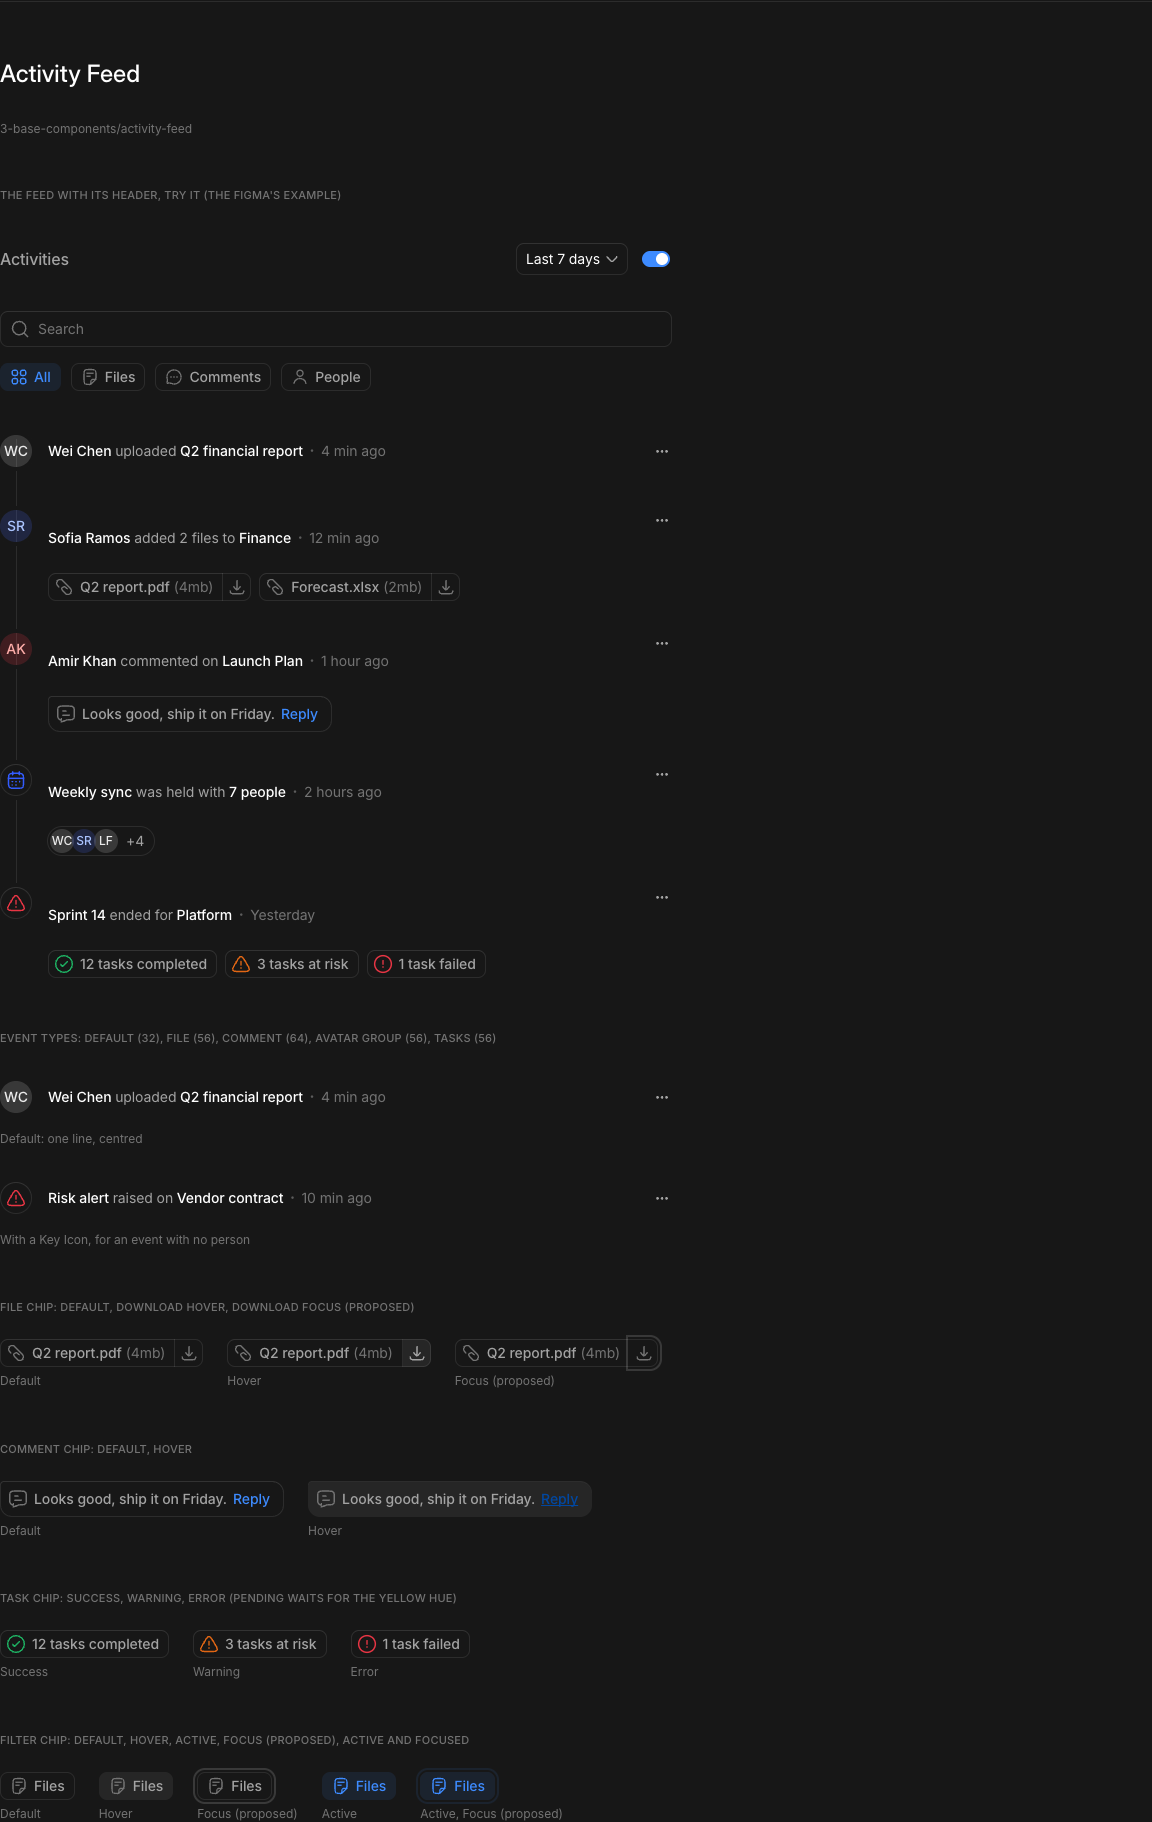 Activity Feed
3-base-components/activity-feed
THE FEED WITH ITS HEADER, TRY IT (THE FIGMA'S EXAMPLE)
Activities Last 7 days
Search
All Files Comments People
WC Wei Chen uploaded Q2 financial report · 4 min ago ···
SR Sofia Ramos added 2 files to Finance · 12 min ago ···
Q2 report.pdf (4mb) Forecast.xlsx (2mb)
AK Amir Khan commented on Launch Plan · 1 hour ago ···
Looks good, ship it on Friday. Reply
Weekly sync was held with 7 people · 2 hours ago ···
WC SR LF +4
Sprint 14 ended for Platform · Yesterday ···
12 tasks completed 3 tasks at risk 1 task failed
EVENT TYPES: DEFAULT (32), FILE (56), COMMENT (64), AVATAR GROUP (56), TASKS (56)
WC Wei Chen uploaded Q2 financial report · 4 min ago ···
Default: one line, centred
Risk alert raised on Vendor contract · 10 min ago ···
With a Key Icon, for an event with no person
FILE CHIP: DEFAULT, DOWNLOAD HOVER, DOWNLOAD FOCUS (PROPOSED)
Q2 report.pdf (4mb) Q2 report.pdf (4mb) Q2 report.pdf (4mb)
Default Hover Focus (proposed)
COMMENT CHIP: DEFAULT, HOVER
Looks good, ship it on Friday. Reply Looks good, ship it on Friday. Reply
Default Hover
TASK CHIP: SUCCESS, WARNING, ERROR (PENDING WAITS FOR THE YELLOW HUE)
12 tasks completed 3 tasks at risk 1 task failed
Success Warning Error
FILTER CHIP: DEFAULT, HOVER, ACTIVE, FOCUS (PROPOSED), ACTIVE AND FOCUSED
Files Files Files Files Files
Default Hover Focus (proposed) Active Active, Focus (proposed)